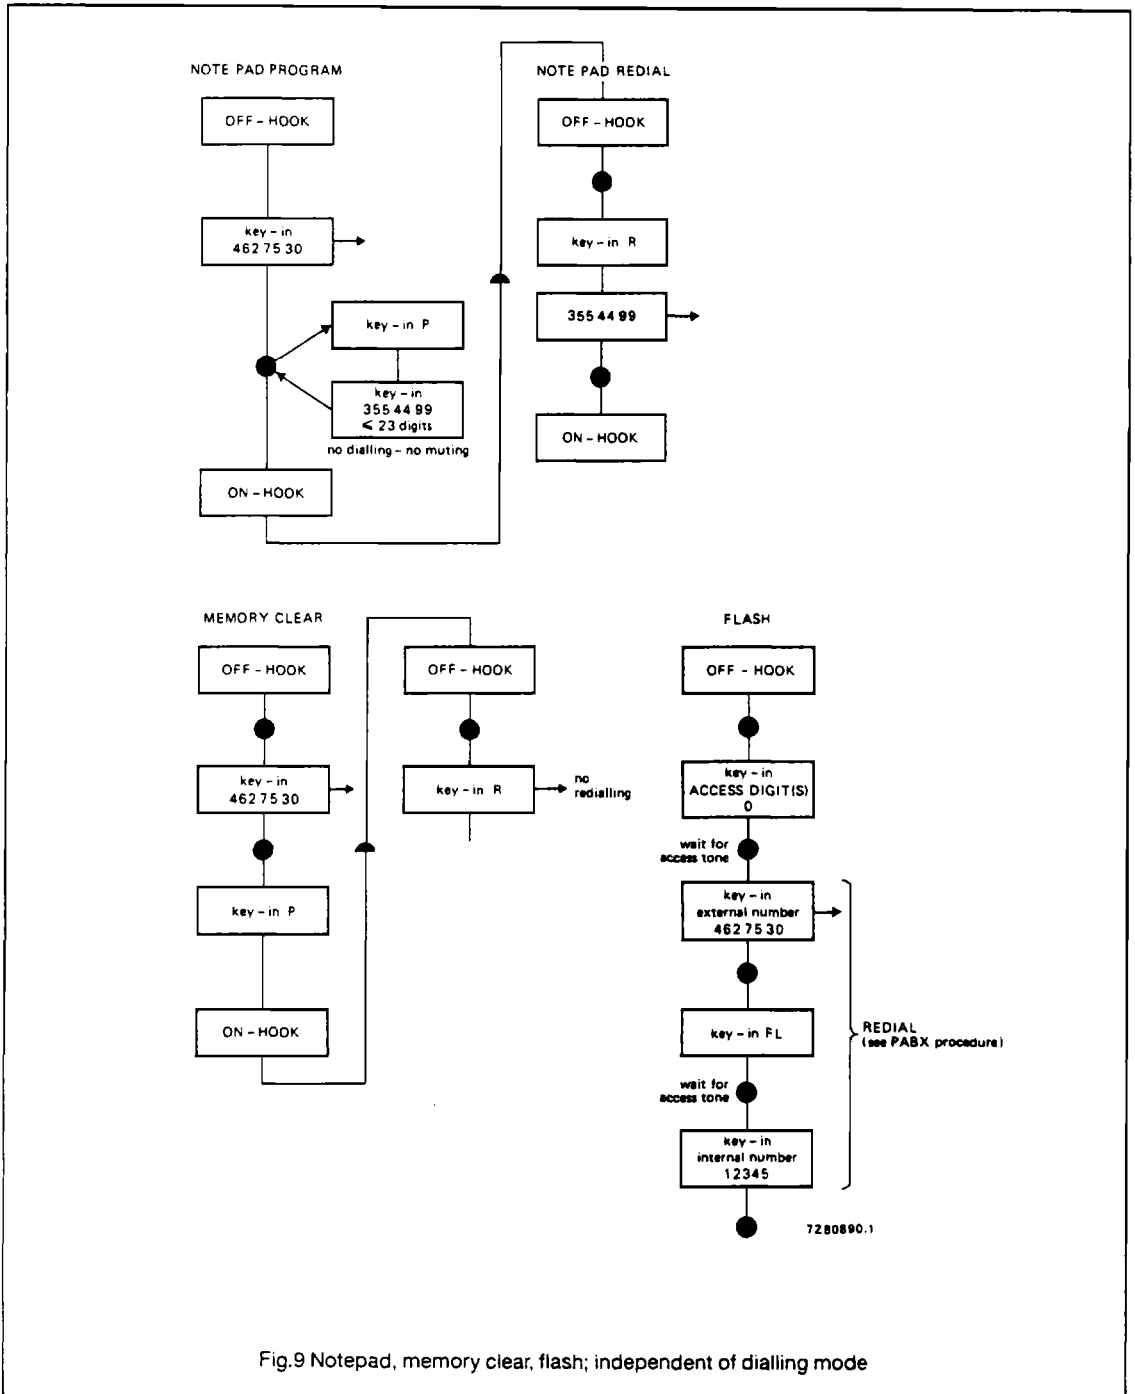 NOTE PAD PROGRAM
OFF – HOOK
key – in
462 75 30
key – in P
key – in
355 44 99
≤ 23 digits
no dialling – no muting
ON – HOOK
NOTE PAD REDIAL
OFF – HOOK
key – in R
355 44 99
ON – HOOK
MEMORY CLEAR
OFF – HOOK
key – in
462 75 30
key – in P
ON – HOOK
OFF – HOOK
key – in R
no
redialling
FLASH
OFF – HOOK
key – in
ACCESS DIGIT(S)
0
wait for
access tone
key – in
external number
462 75 30
key – in FL
wait for
access tone
key – in
internal number
12345
REDIAL
(see PABX procedure)
7Z80890.1
Fig.9 Notepad, memory clear, flash; independent of dialling mode